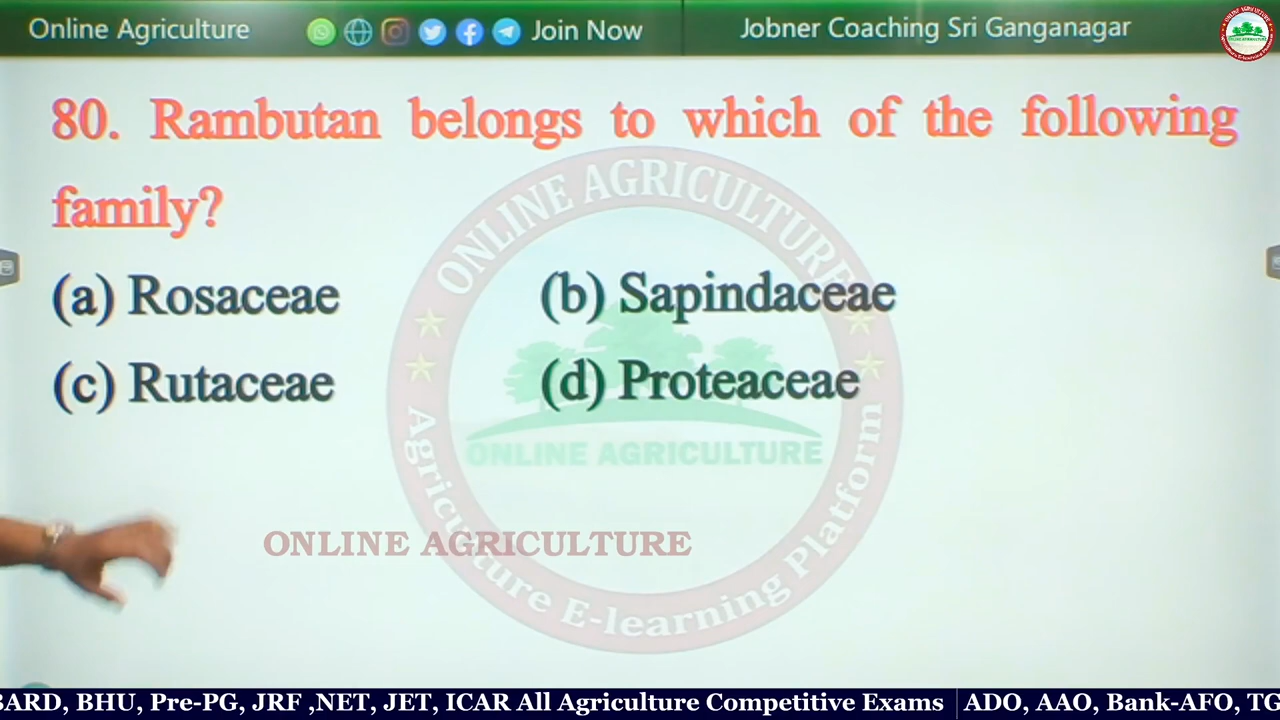 Online Agriculture Join Now Jobner Coaching Sri Ganganagar
80. Rambutan belongs to which of the following
family?
(a) Rosaceae (b) Sapindaceae
(c) Rutaceae (d) Proteaceae
ONLINE AGRICULTURE
Agriculture E-learning Platform
ONLINE AGRICULTURE
ONLINE AGRICULTURE
BHU, Pre-PG, JRF ,NET, JET, ICAR All Agriculture Competitive Exams ADO, AAO, Bank-AFO,